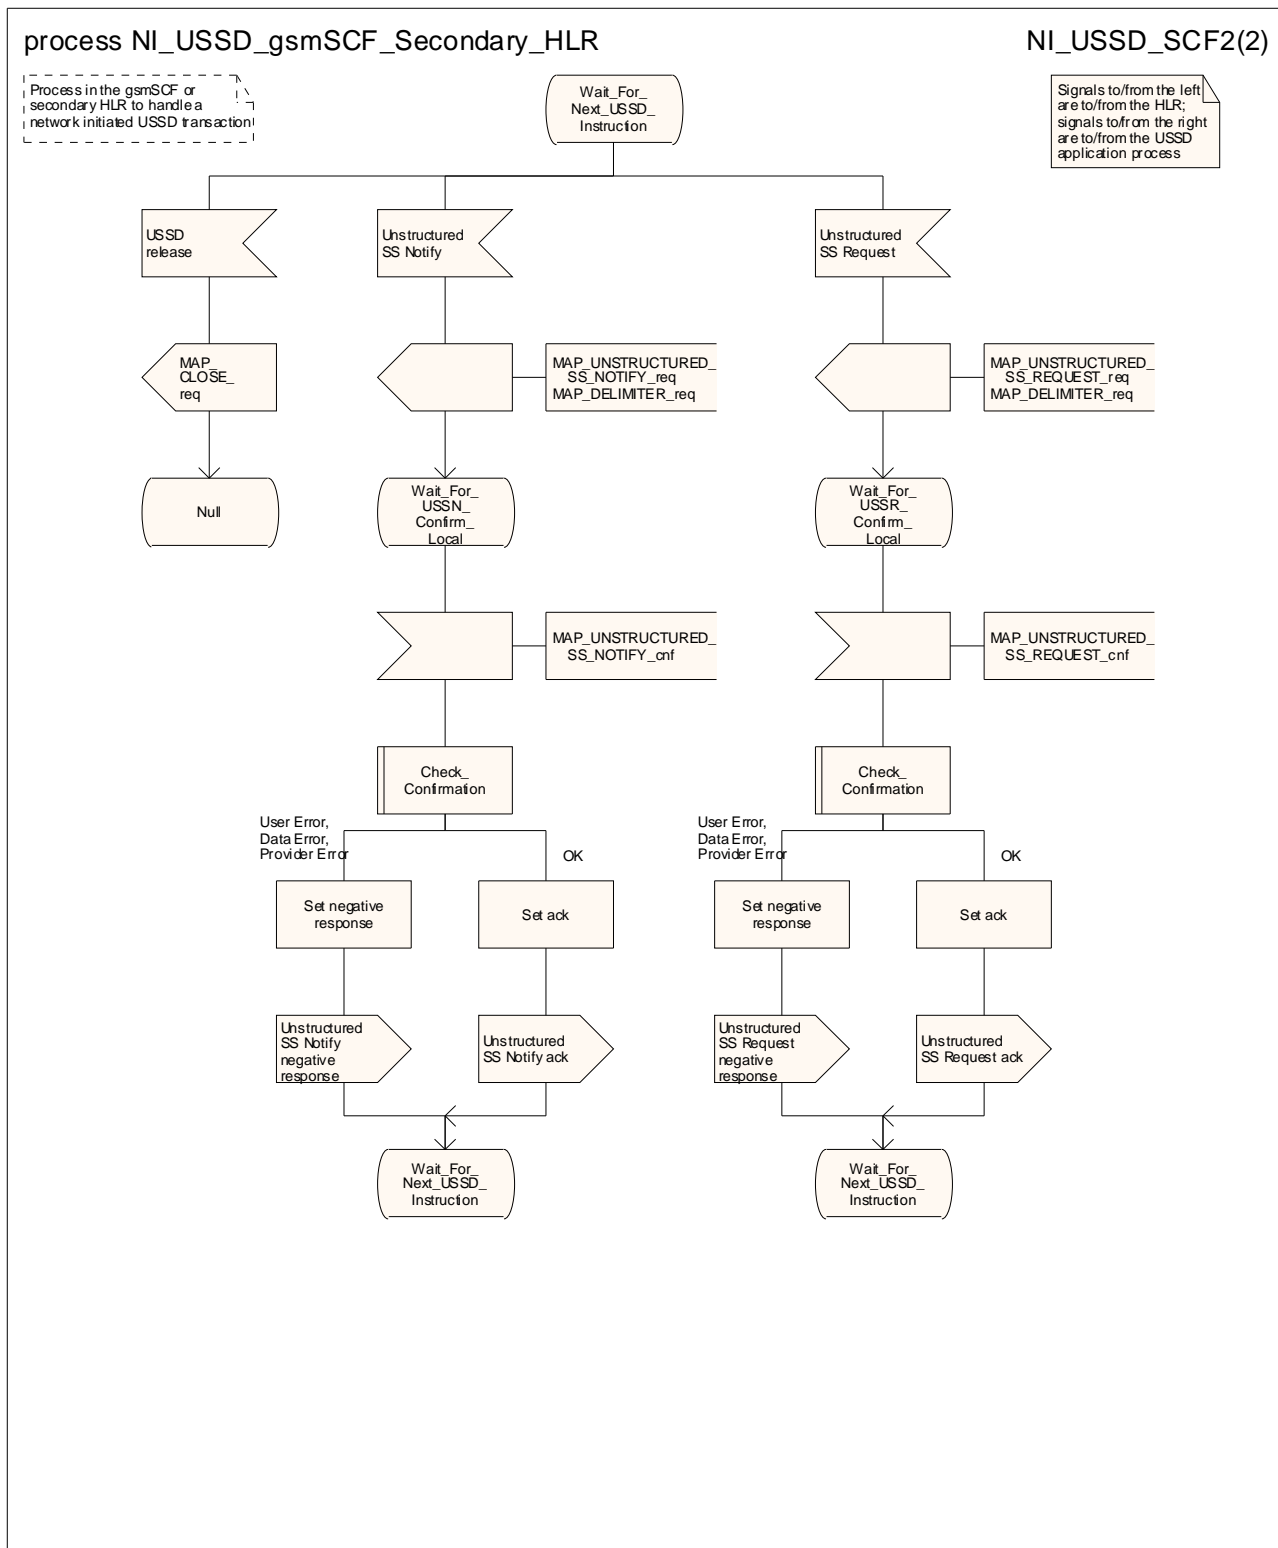 process NI_USSD_gsmSCF_Secondary_HLR
NI_USSD_SCF2(2)
Process in the gsmSCF or
secondary HLR to handle a
network initiated USSD transaction
Wait_For_
Next_USSD_
Instruction
Signals to/from the left
are to/from the HLR;
signals to/from the right
are to/from the USSD
application process
USSD
release
Unstructured
SS Notify
Unstructured
SS Request
MAP_
CLOSE_
req
MAP_UNSTRUCTURED_
SS_NOTIFY_req
MAP_DELIMITER_req
MAP_UNSTRUCTURED_
SS_REQUEST_req
MAP_DELIMITER_req
Null
Wait_For_
USSN_
Confirm_
Local
Wait_For_
USSR_
Confirm_
Local
MAP_UNSTRUCTURED_
SS_NOTIFY_cnf
MAP_UNSTRUCTURED_
SS_REQUEST_cnf
Check_
Confirmation
Check_
Confirmation
User Error,
Data Error,
Provider Error
OK
User Error,
Data Error,
Provider Error
OK
Set negative
response
Set ack
Set negative
response
Set ack
Unstructured
SS Notify
negative
response
Unstructured
SS Notify ack
Unstructured
SS Request
negative
response
Unstructured
SS Request ack
Wait_For_
Next_USSD_
Instruction
Wait_For_
Next_USSD_
Instruction